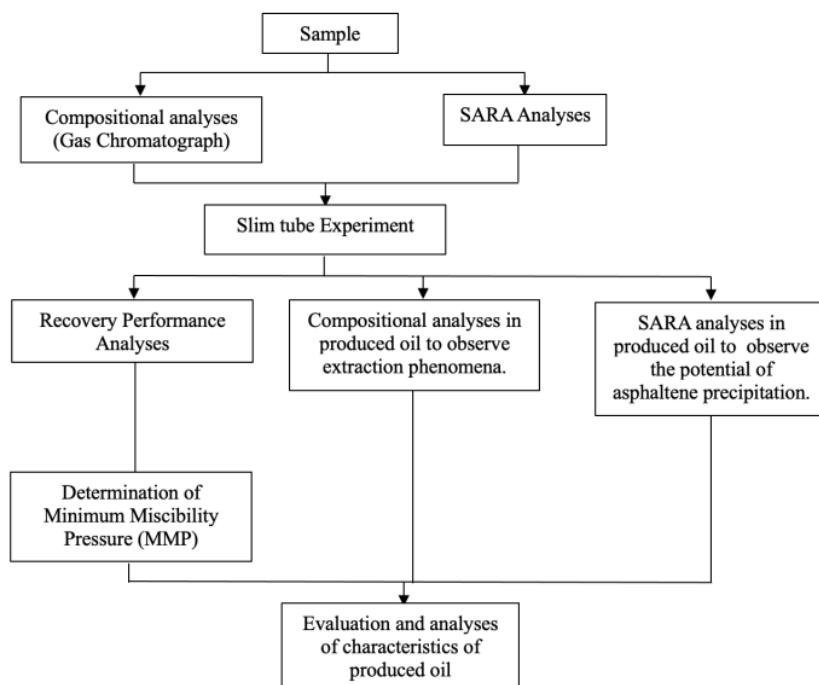 Sample
Compositional analyses
(Gas Chromatograph)
SARA Analyses
Slim tube Experiment
Recovery Performance
Analyses
Compositional analyses in
produced oil to observe
extraction phenomena.
SARA analyses in
produced oil to observe
the potential of
asphaltene precipitation.
Determination of
Minimum Miscibility
Pressure (MMP)
Evaluation and analyses
of characteristics of
produced oil